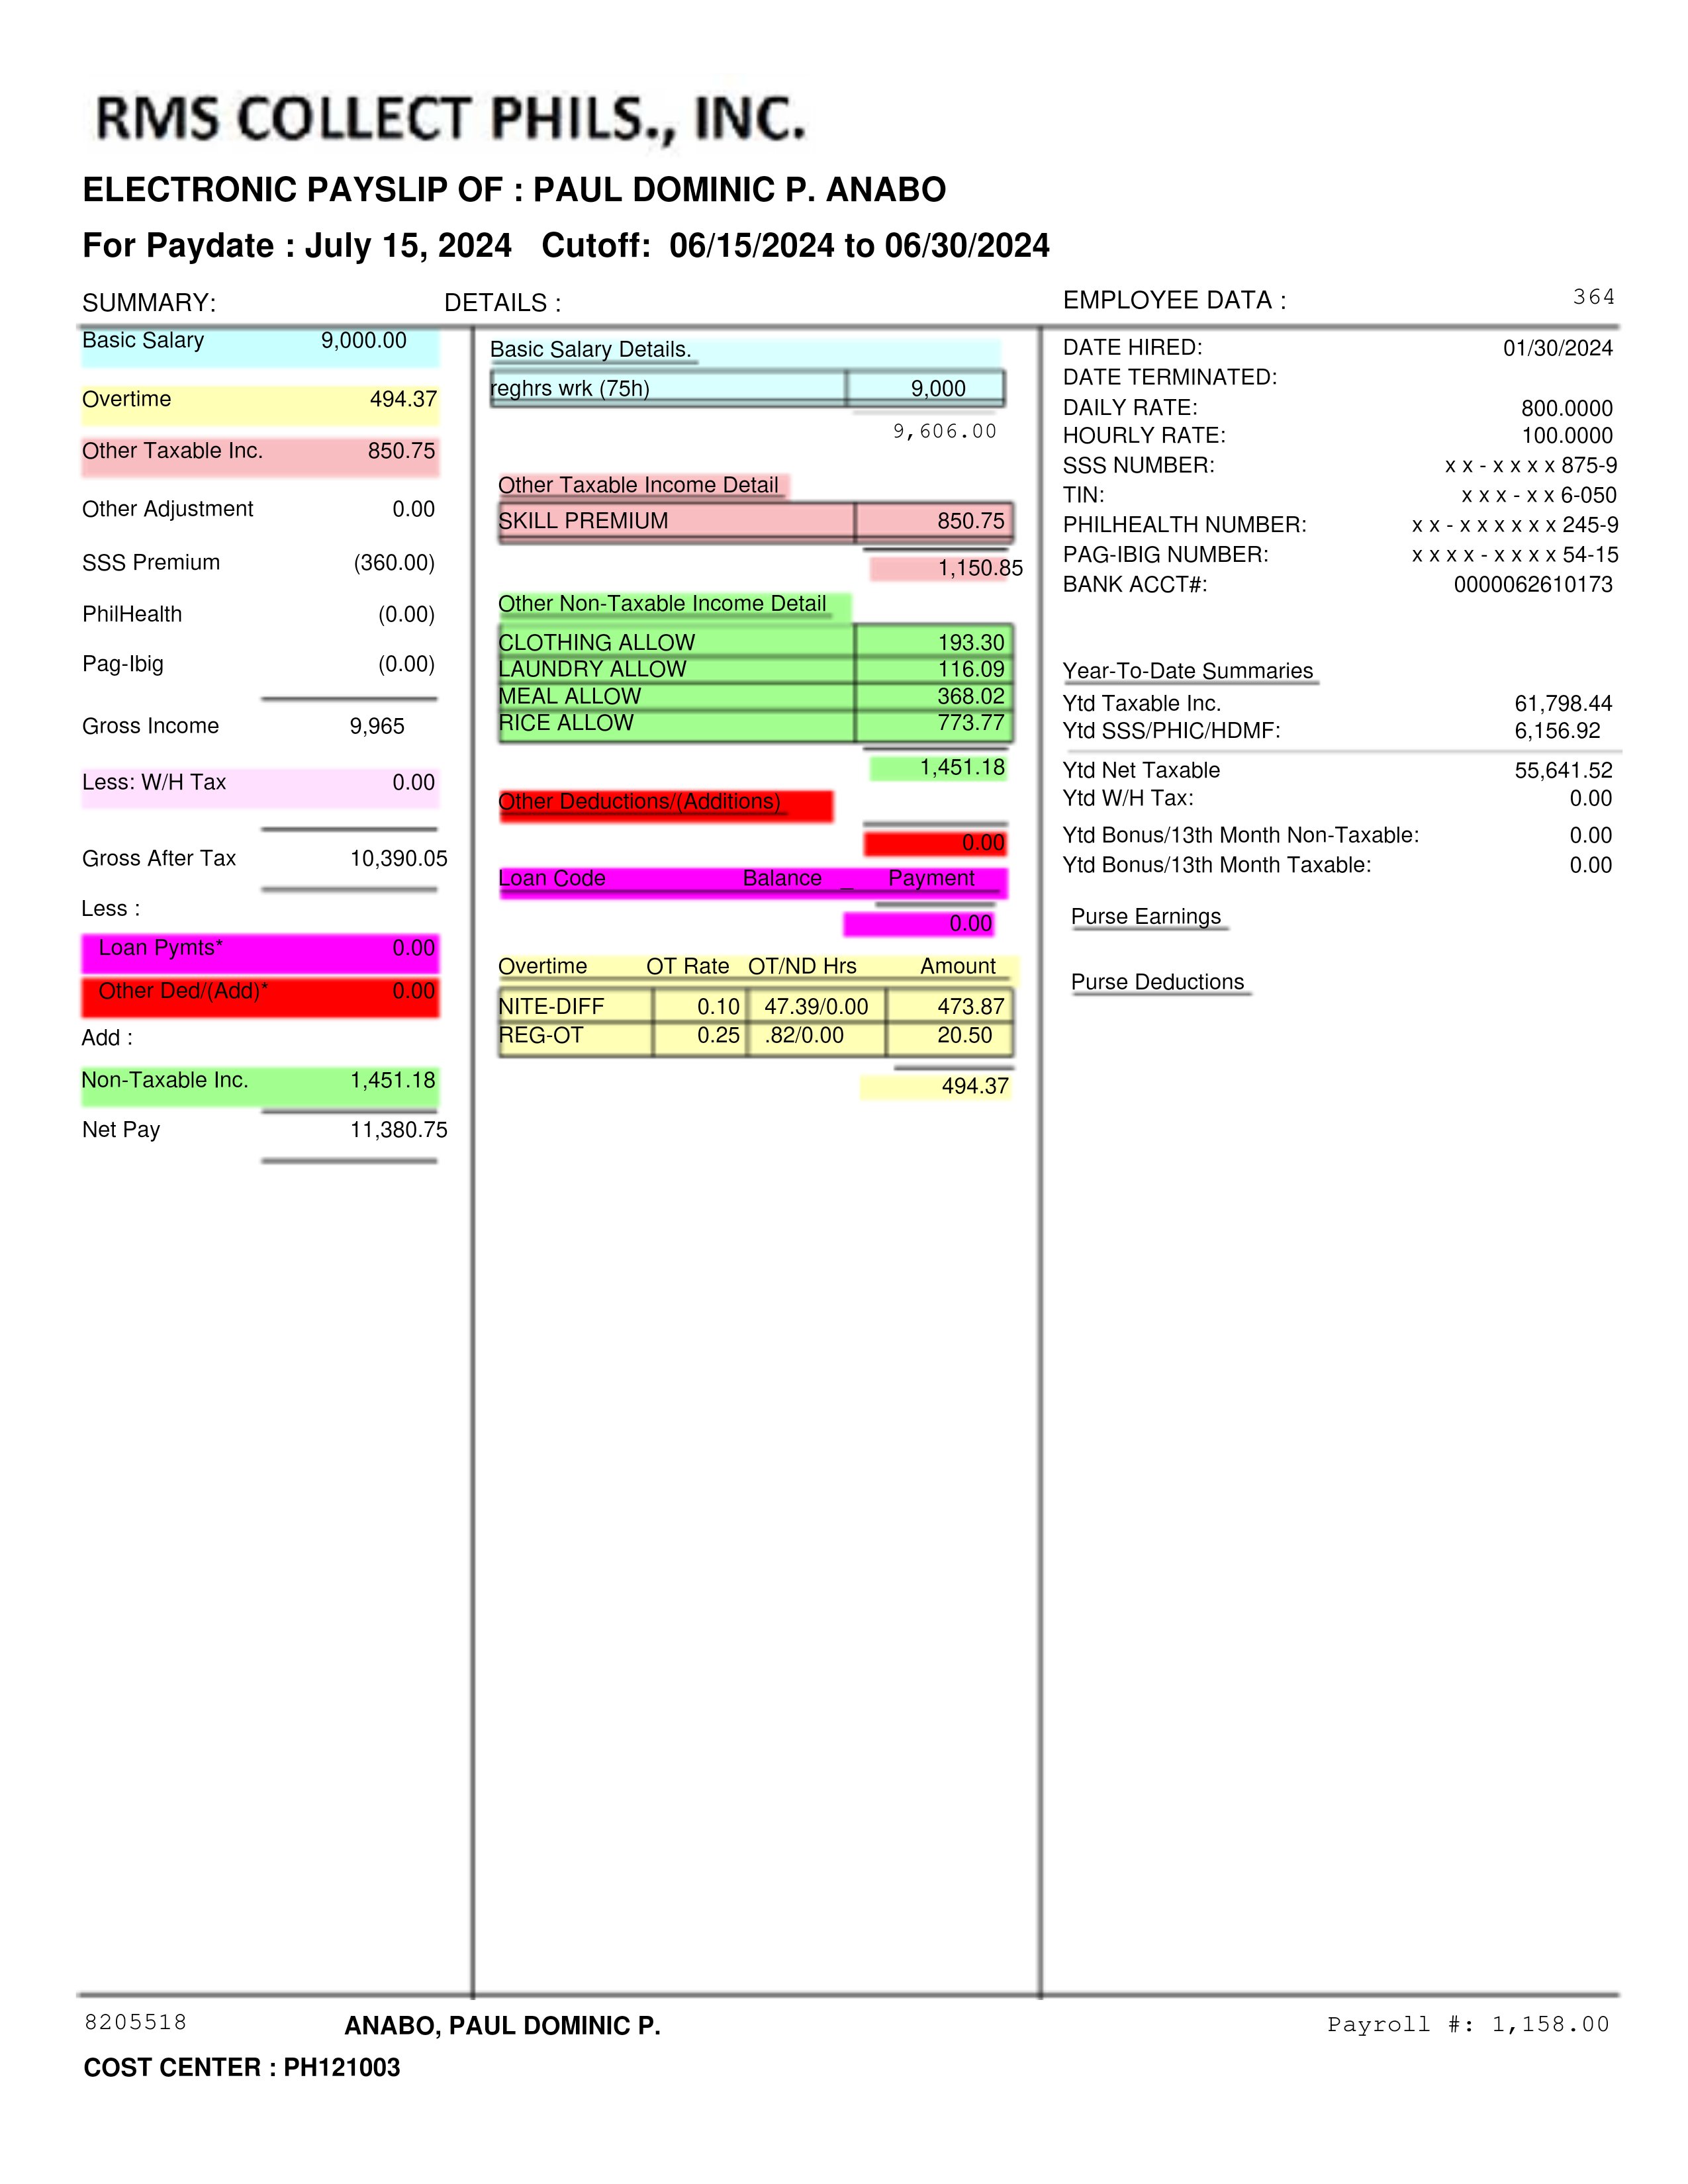 RMS COLLECT PHILS., INC.
ELECTRONIC PAYSLIP OF : PAUL DOMINIC P. ANABO
For Paydate : July 15, 2024 Cutoff: 06/15/2024 to 06/30/2024
SUMMARY:
Basic Salary 9,000.00
Overtime 494.37
Other Taxable Inc. 850.75
Other Adjustment 0.00
SSS Premium (360.00)
PhilHealth (0.00)
Pag-Ibig (0.00)
Gross Income 9,965
Less: W/H Tax 0.00
Gross After Tax 10,390.05
Less :
Loan Pymts* 0.00
Other Ded/(Add)* 0.00
Add :
Non-Taxable Inc. 1,451.18
Net Pay 11,380.75
DETAILS :
Basic Salary Details.
reghrs wrk (75h) 9,000
9,606.00
Other Taxable Income Detail
SKILL PREMIUM 850.75
1,150.85
Other Non-Taxable Income Detail
CLOTHING ALLOW 193.30
LAUNDRY ALLOW 116.09
MEAL ALLOW 368.02
RICE ALLOW 773.77
1,451.18
Other Deductions/(Additions)
0.00
Loan Code Balance _ Payment
0.00
Overtime OT Rate OT/ND Hrs Amount
NITE-DIFF 0.10 47.39/0.00 473.87
REG-OT 0.25 .82/0.00 20.50
494.37
EMPLOYEE DATA : 364
DATE HIRED: 01/30/2024
DATE TERMINATED:
DAILY RATE: 800.0000
HOURLY RATE: 100.0000
SSS NUMBER: x x - x x x x 875-9
TIN: x x x - x x 6-050
PHILHEALTH NUMBER: x x - x x x x x x 245-9
PAG-IBIG NUMBER: x x x x - x x x x 54-15
BANK ACCT#: 0000062610173
Year-To-Date Summaries
Ytd Taxable Inc. 61,798.44
Ytd SSS/PHIC/HDMF: 6,156.92
Ytd Net Taxable 55,641.52
Ytd W/H Tax: 0.00
Ytd Bonus/13th Month Non-Taxable: 0.00
Ytd Bonus/13th Month Taxable: 0.00
Purse Earnings
Purse Deductions
8205518 ANABO, PAUL DOMINIC P. Payroll #: 1,158.00
COST CENTER : PH121003